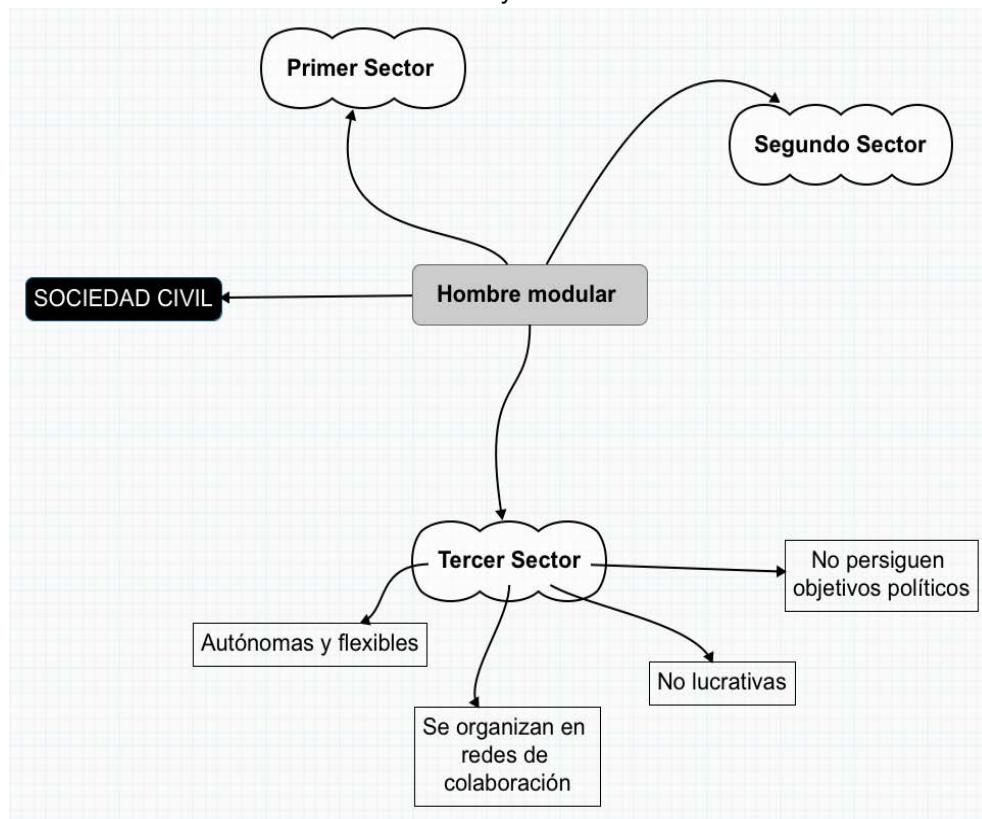 y
Primer Sector
Segundo Sector
SOCIEDAD CIVIL
Hombre modular
Tercer Sector
No persiguen
objetivos políticos
Autónomas y flexibles
No lucrativas
Se organizan en
redes de
colaboración